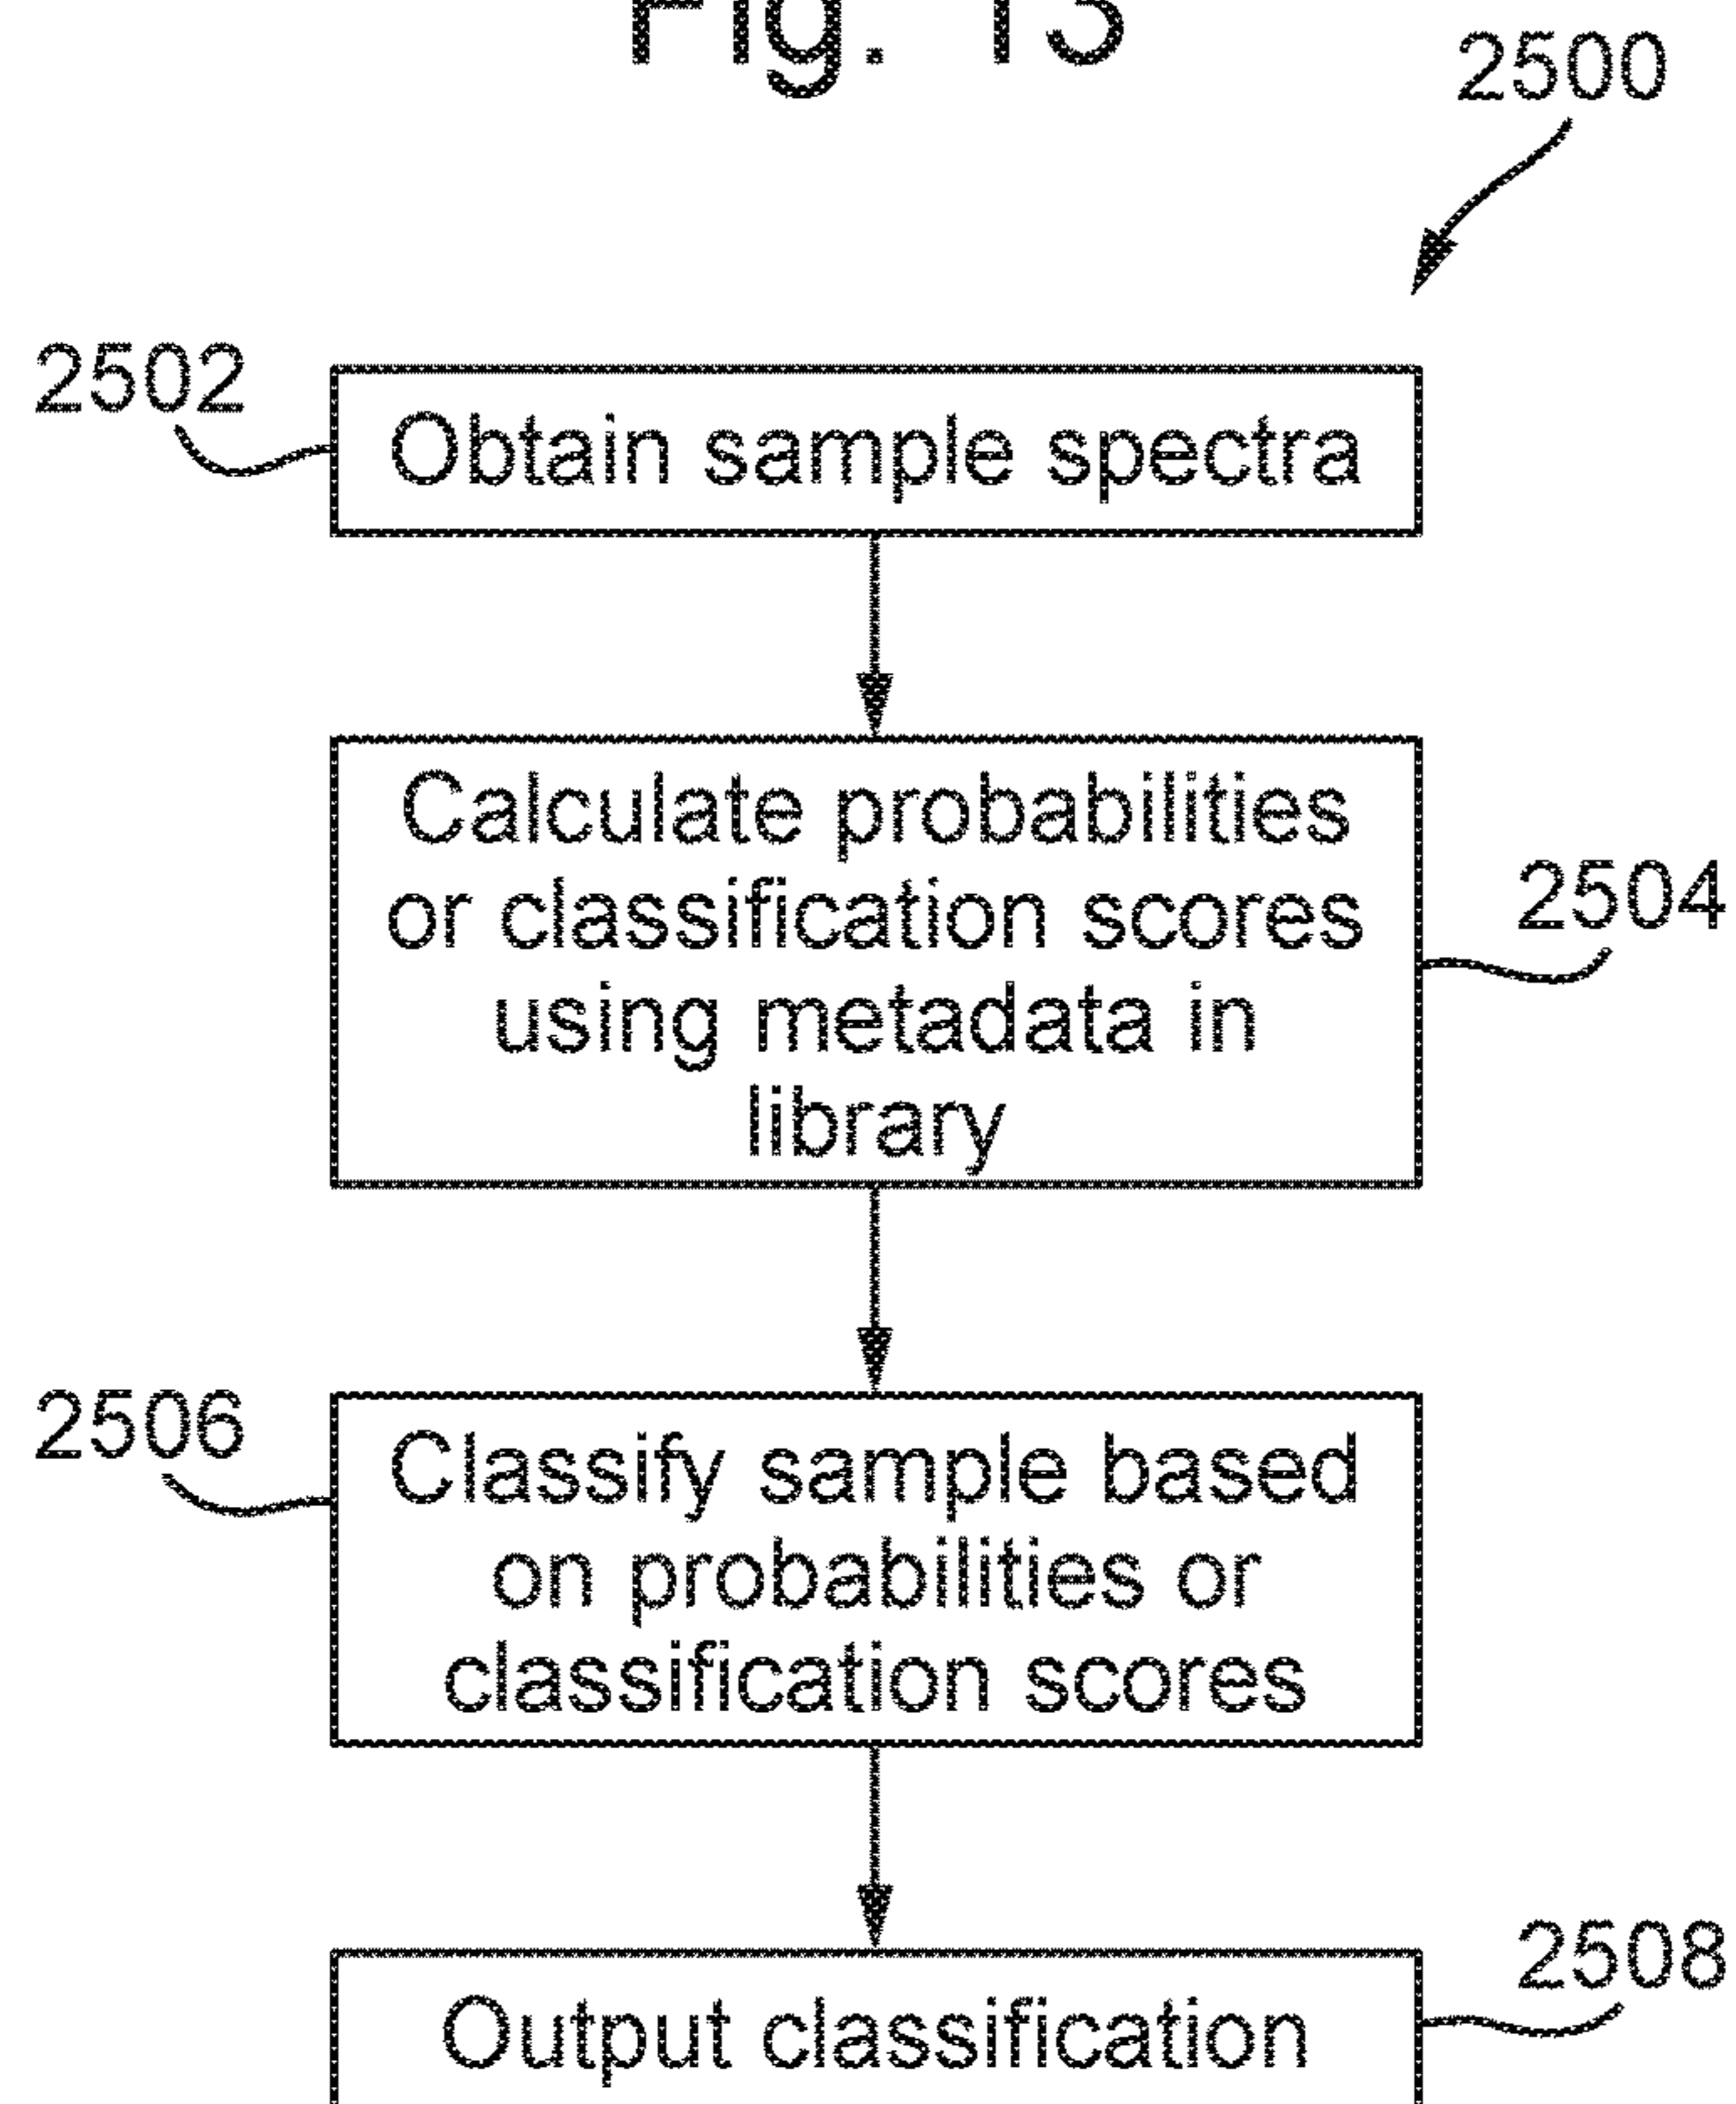 Fig. 13
2500
2502
Obtain sample spectra
Calculate probabilities
or classification scores
using metadata in
library
2504
2506
Classify sample based
on probabilities or
classification scores
2508
Output classification